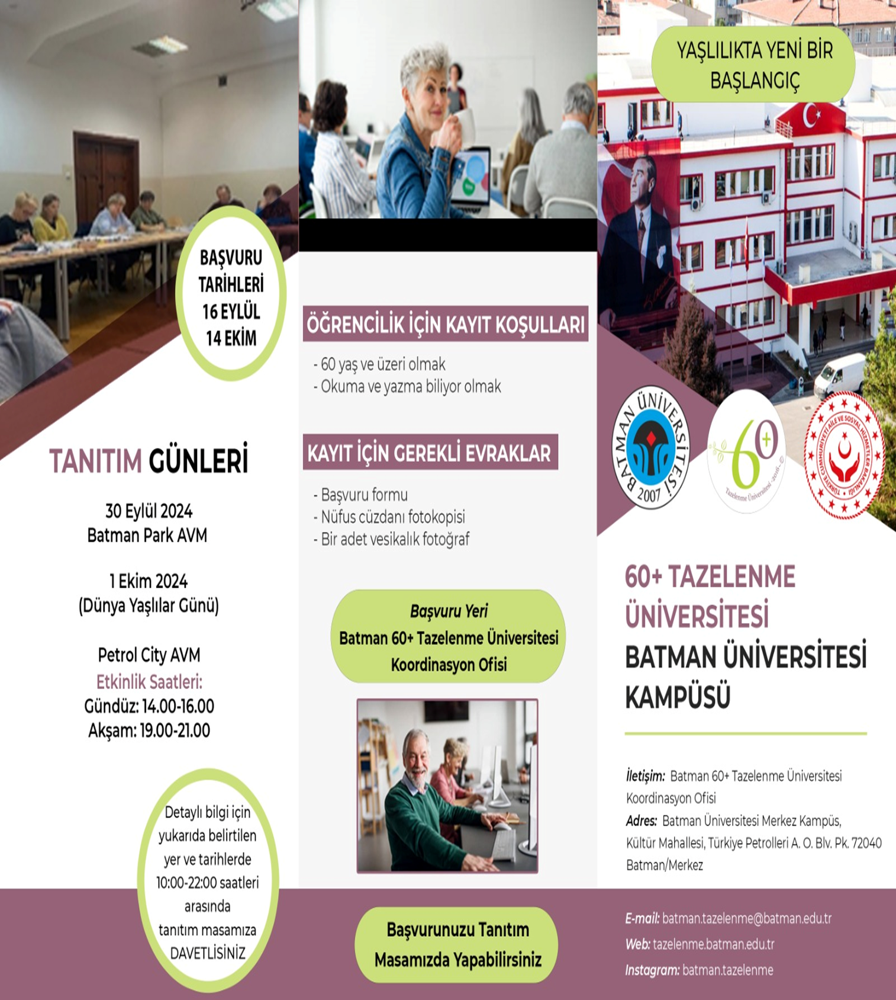 BAŞVURU
TARİHLERİ
16 EYLÜL
14 EKİM
TANITIM GÜNLERİ
30 Eylül 2024
Batman Park AVM
1 Ekim 2024
(Dünya Yaşlılar Günü)
Petrol City AVM
Etkinlik Saatleri:
Gündüz: 14.00-16.00
Akşam: 19.00-21.00
Detaylı bilgi için
yukarıda belirtilen
yer ve tarihlerde
10:00-22:00 saatleri
arasında
tanıtım masamıza
DAVETLİSİNİZ
ÖĞRENCİLİK İÇİN KAYIT KOŞULLARI
- 60 yaş ve üzeri olmak
- Okuma ve yazma biliyor olmak
KAYIT İÇİN GEREKLİ EVRAKLAR
- Başvuru formu
- Nüfus cüzdanı fotokopisi
- Bir adet vesikalık fotoğraf
Başvuru Yeri
Batman 60+ Tazelenme Üniversitesi
Koordinasyon Ofisi
Başvurunuzu Tanıtım
Masamızda Yapabilirsiniz
YAŞLILIKTA YENİ BİR
BAŞLANGIÇ
BATMAN ÜNİVERSİTESİ
2007
60+
Tazelenme Üniversitesi -2016-
TÜRKİYE CUMHURİYETİ AİLE VE SOSYAL HİZMETLER BAKANLIĞI
60+ TAZELENME
ÜNİVERSİTESİ
BATMAN ÜNİVERSİTESİ
KAMPÜSÜ
İletişim: Batman 60+ Tazelenme Üniversitesi
Koordinasyon Ofisi
Adres: Batman Üniversitesi Merkez Kampüs,
Kültür Mahallesi, Türkiye Petrolleri A. O. Blv. Pk. 72040
Batman/Merkez
E-mail: batman.tazelenme@batman.edu.tr
Web: tazelenme.batman.edu.tr
Instagram: batman.tazelenme